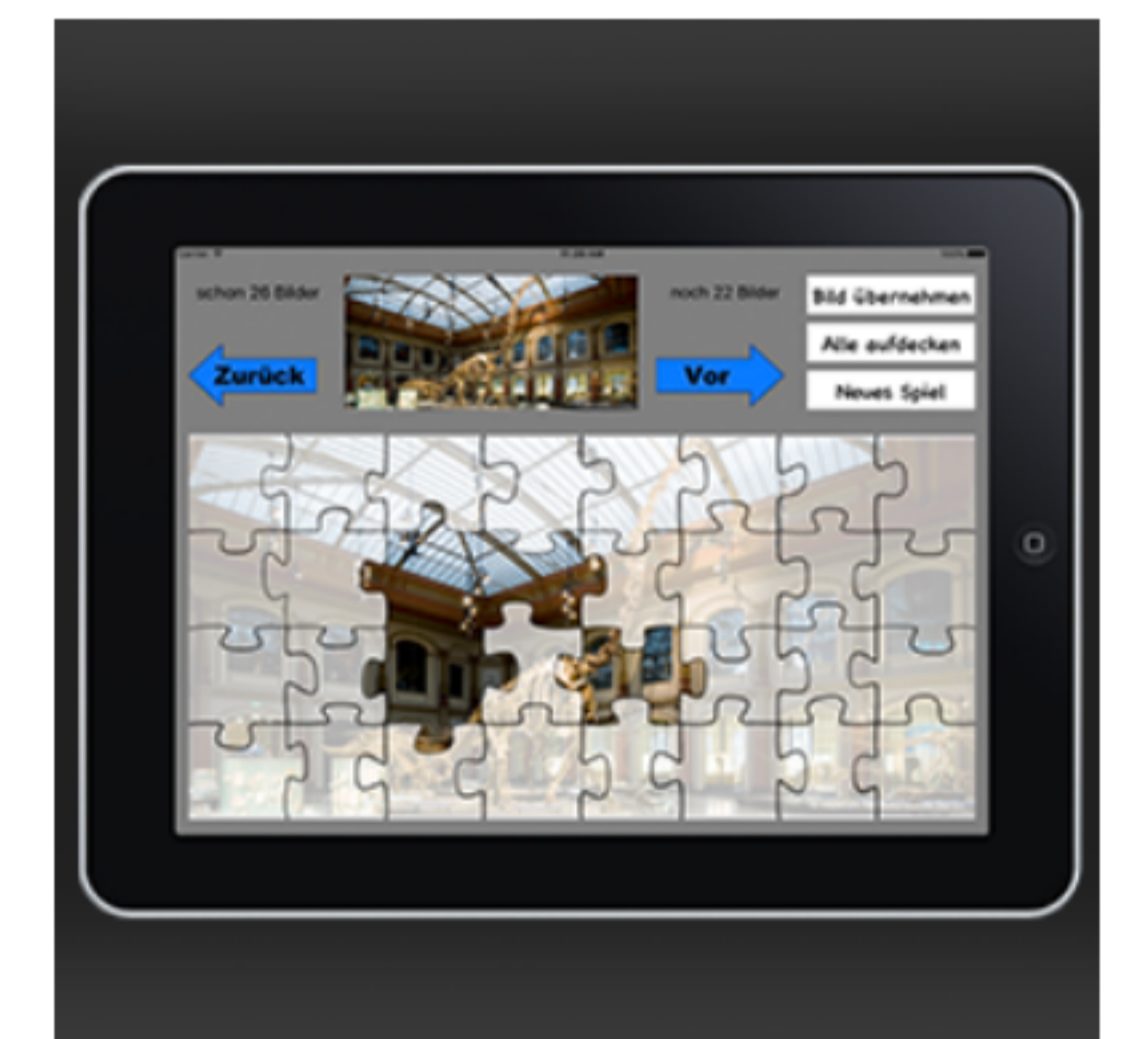 schon 26 Bilder
noch 22 Bilder
Bild übernehmen
Zurück
Vor
Alle aufdecken
Neues Spiel